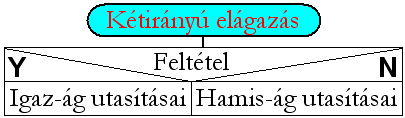 Kétirányú elágazás
Feltétel
Y N
Igaz-ág utasításai Hamis-ág utasításai